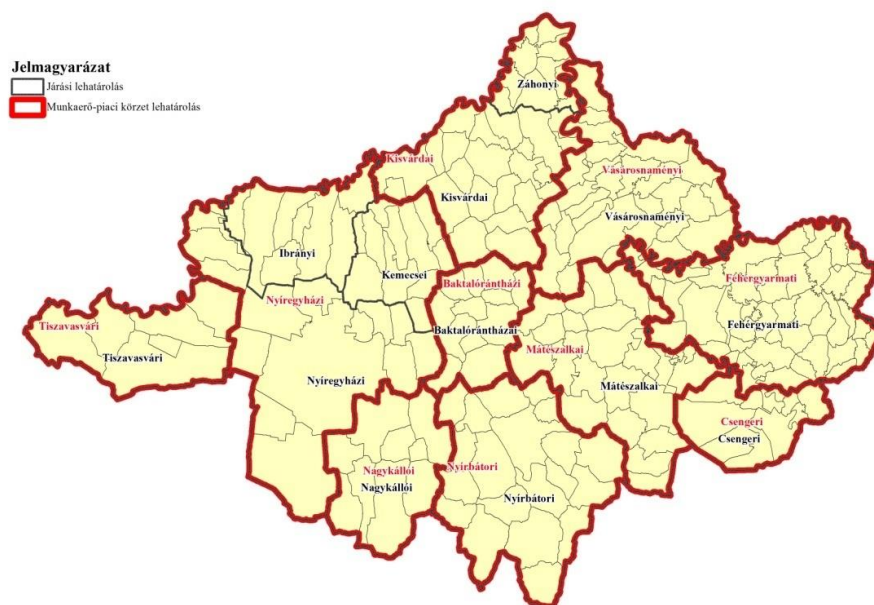 Jelmagyarázat
Járási lehatárolás
Munkaerő-piaci körzet lehatárolás
Záhonyi
Kisvárdai
Kisvárdai
Vásárosnaményi
Vásárosnaményi
Ibrányi
Kemecsei
Nyíregyházi
Baktalórántházi
Fehérgyarmati
Fehérgyarmati
Tiszavasvári
Tiszavasvári
Baktalórántházai
Mátészalkai
Nyíregyházi
Mátészalkai
Csengeri
Csengeri
Nagykállói
Nagykállói
Nyírbátori
Nyírbátori